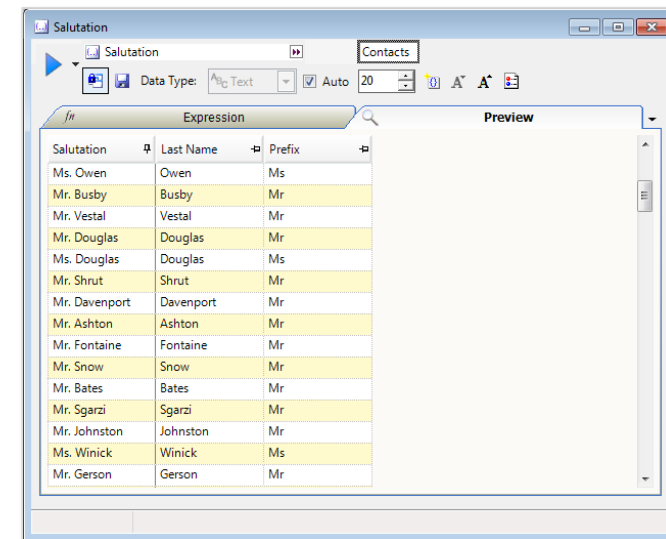 Salutation
Salutation Contacts
Data Type: ABC Text Auto 20 {} A A
fn Expression Preview
Salutation Last Name Prefix
Ms. Owen Owen Ms
Mr. Busby Busby Mr
Mr. Vestal Vestal Mr
Mr. Douglas Douglas Mr
Ms. Douglas Douglas Ms
Mr. Shrut Shrut Mr
Mr. Davenport Davenport Mr
Mr. Ashton Ashton Mr
Mr. Fontaine Fontaine Mr
Mr. Snow Snow Mr
Mr. Bates Bates Mr
Mr. Sgarzi Sgarzi Mr
Mr. Johnston Johnston Mr
Ms. Winick Winick Ms
Mr. Gerson Gerson Mr